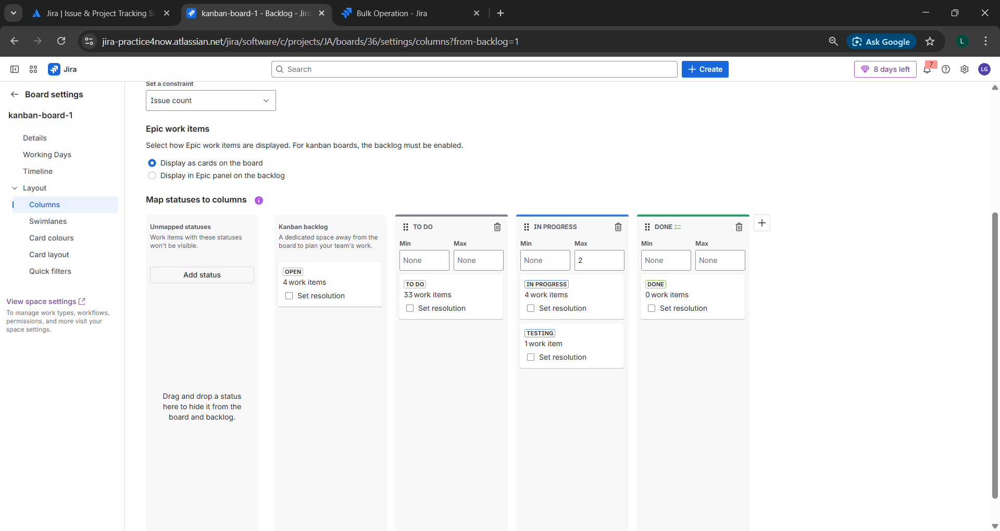 Jira | Issue & Project Tracking So
kanban-board-1 - Backlog - Jira
Bulk Operation - Jira
jira-practice4now.atlassian.net/jira/software/c/projects/JA/boards/36/settings/columns?from-backlog=1
Ask Google
L
Jira
Search
Create
8 days left
7
LG
Board settings
kanban-board-1
Details
Working Days
Timeline
Layout
Columns
Swimlanes
Card colours
Card layout
Quick filters
View space settings
To manage work types, workflows,
permissions, and more visit your
space settings.
Set a constraint
Issue count
Epic work items
Select how Epic work items are displayed. For kanban boards, the backlog must be enabled.
Display as cards on the board
Display in Epic panel on the backlog
Map statuses to columns
Unmapped statuses
Work items with these statuses
won't be visible.
Add status
Drag and drop a status
here to hide it from the
board and backlog.
Kanban backlog
A dedicated space away from the
board to plan your team's work.
OPEN
4 work items
Set resolution
TO DO
Min Max
None None
TO DO
33 work items
Set resolution
IN PROGRESS
Min Max
None 2
IN PROGRESS
4 work items
Set resolution
TESTING
1 work item
Set resolution
DONE
Min Max
None None
DONE
0 work items
Set resolution